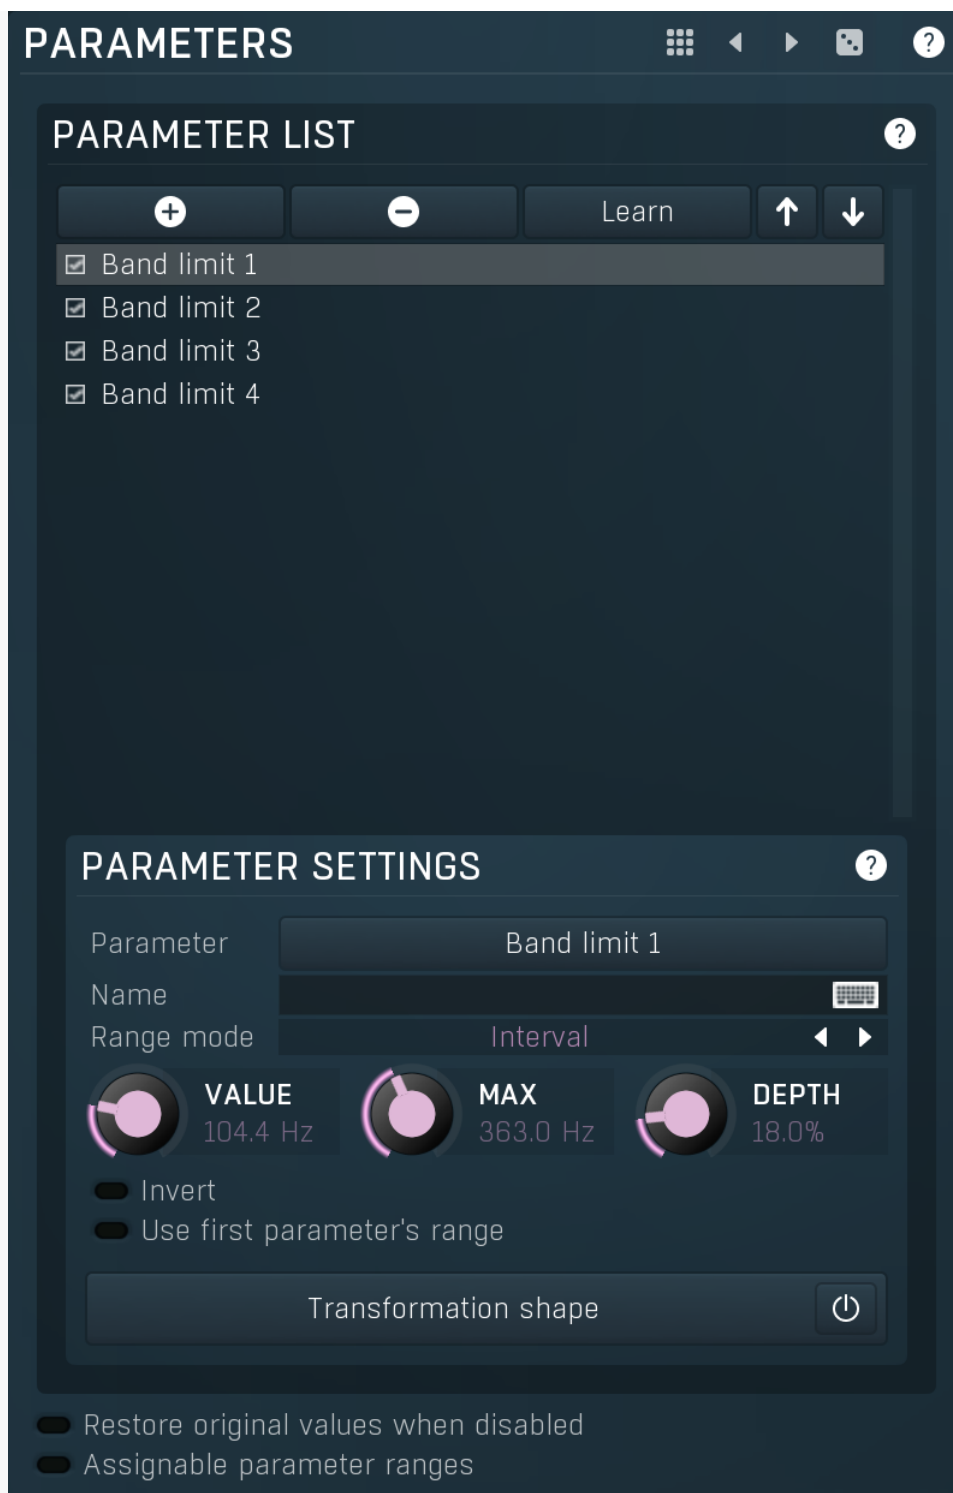 PARAMETERS ?
PARAMETER LIST ?
Learn
Band limit 1
Band limit 2
Band limit 3
Band limit 4
PARAMETER SETTINGS ?
Parameter Band limit 1
Name
Range mode Interval
VALUE MAX DEPTH
104.4 Hz 363.0 Hz 18.0%
Invert
Use first parameter's range
Transformation shape
Restore original values when disabled
Assignable parameter ranges